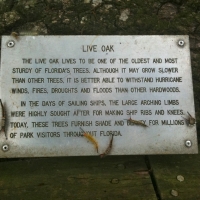 LIVE OAK
THE LIVE OAK LIVES TO BE ONE OF THE OLDEST AND MOST
STURDY OF FLORIDA'S TREES. ALTHOUGH IT MAY GROW SLOWER
THAN OTHER TREES, IT IS BETTER ABLE TO WITHSTAND HURRICANE
WINDS, FIRES, DROUGHTS AND FLOODS THAN OTHER HARDWOODS.
IN THE DAYS OF SAILING SHIPS, THE LARGE ARCHING LIMBS
WERE HIGHLY SOUGHT AFTER FOR MAKING SHIP RIBS AND KNEES.
TODAY, THESE TREES FURNISH SHADE AND BEAUTY FOR MILLIONS
OF PARK VISITORS THROUGHOUT FLORIDA.